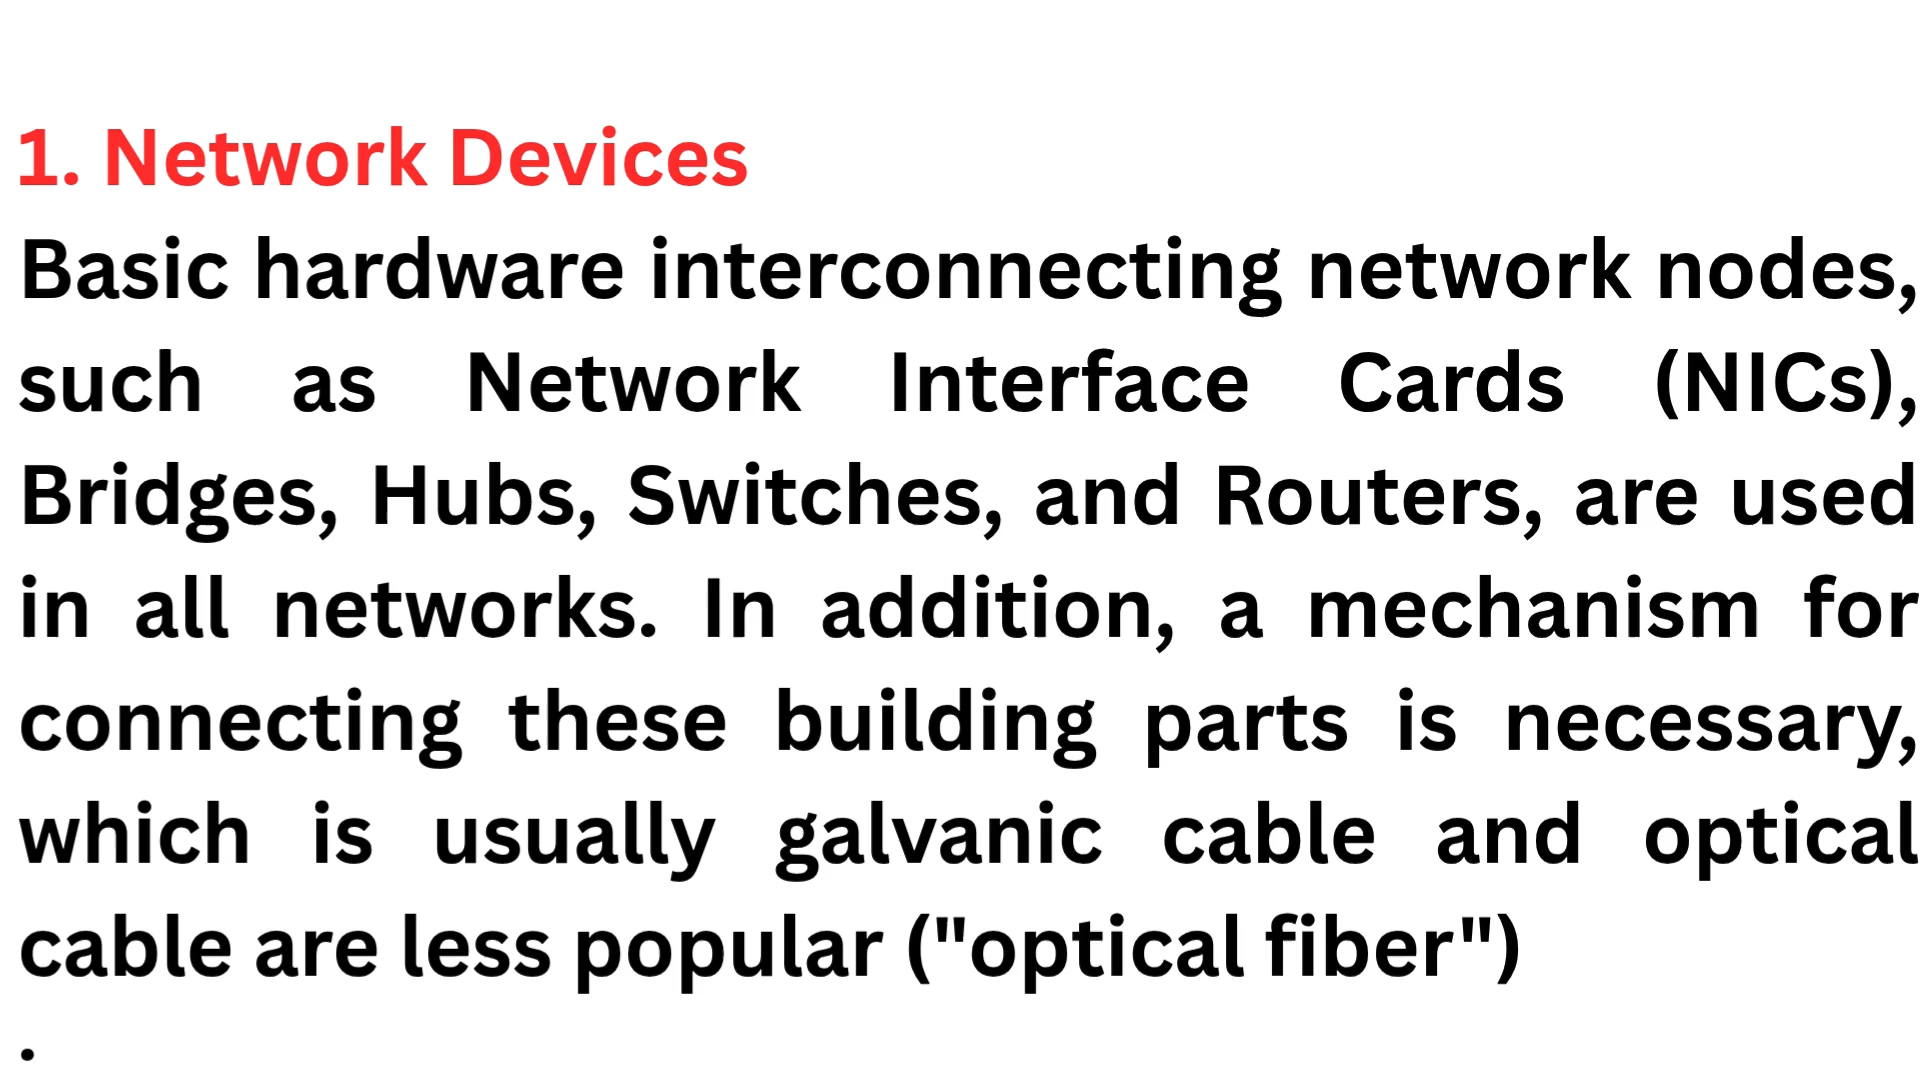 1. Network Devices
Basic hardware interconnecting network nodes,
such as Network Interface Cards (NICs),
Bridges, Hubs, Switches, and Routers, are used
in all networks. In addition, a mechanism for
connecting these building parts is necessary,
which is usually galvanic cable and optical
cable are less popular ("optical fiber")
.